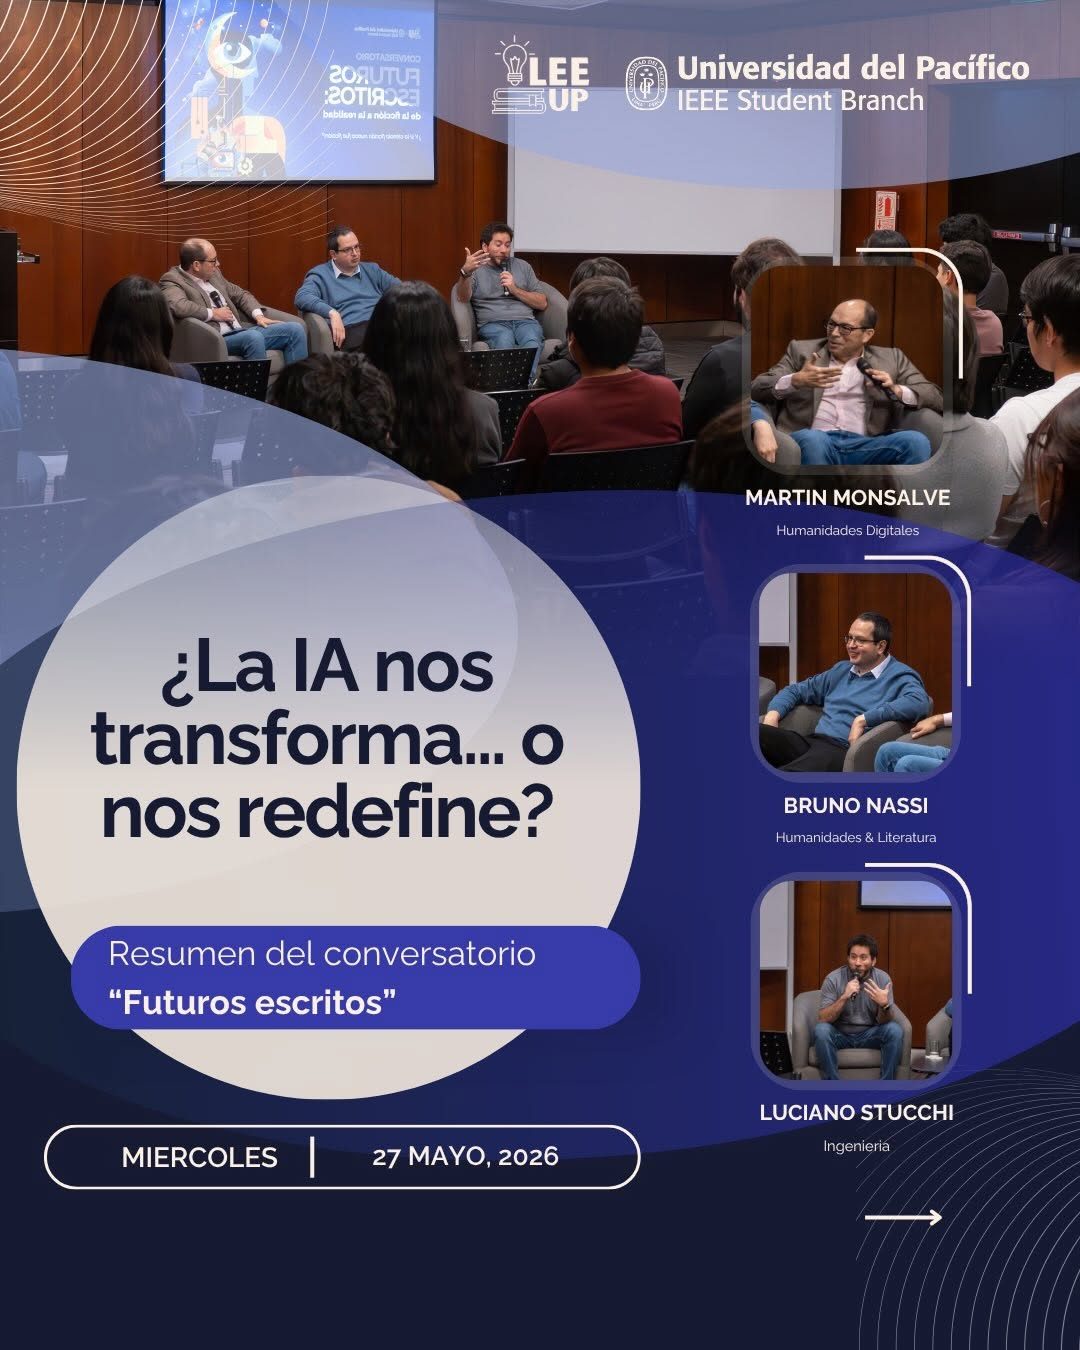 CONVERSATORIO
FUTUROS
ESCRITOS:
de la ficción a la realidad
LEE
UP
Universidad del Pacífico
IEEE Student Branch
MARTIN MONSALVE
Humanidades Digitales
¿La IA nos
transforma... o
nos redefine?
BRUNO NASSI
Humanidades & Literatura
Resumen del conversatorio
“Futuros escritos”
LUCIANO STUCCHI
Ingenieria
MIERCOLES | 27 MAYO, 2026